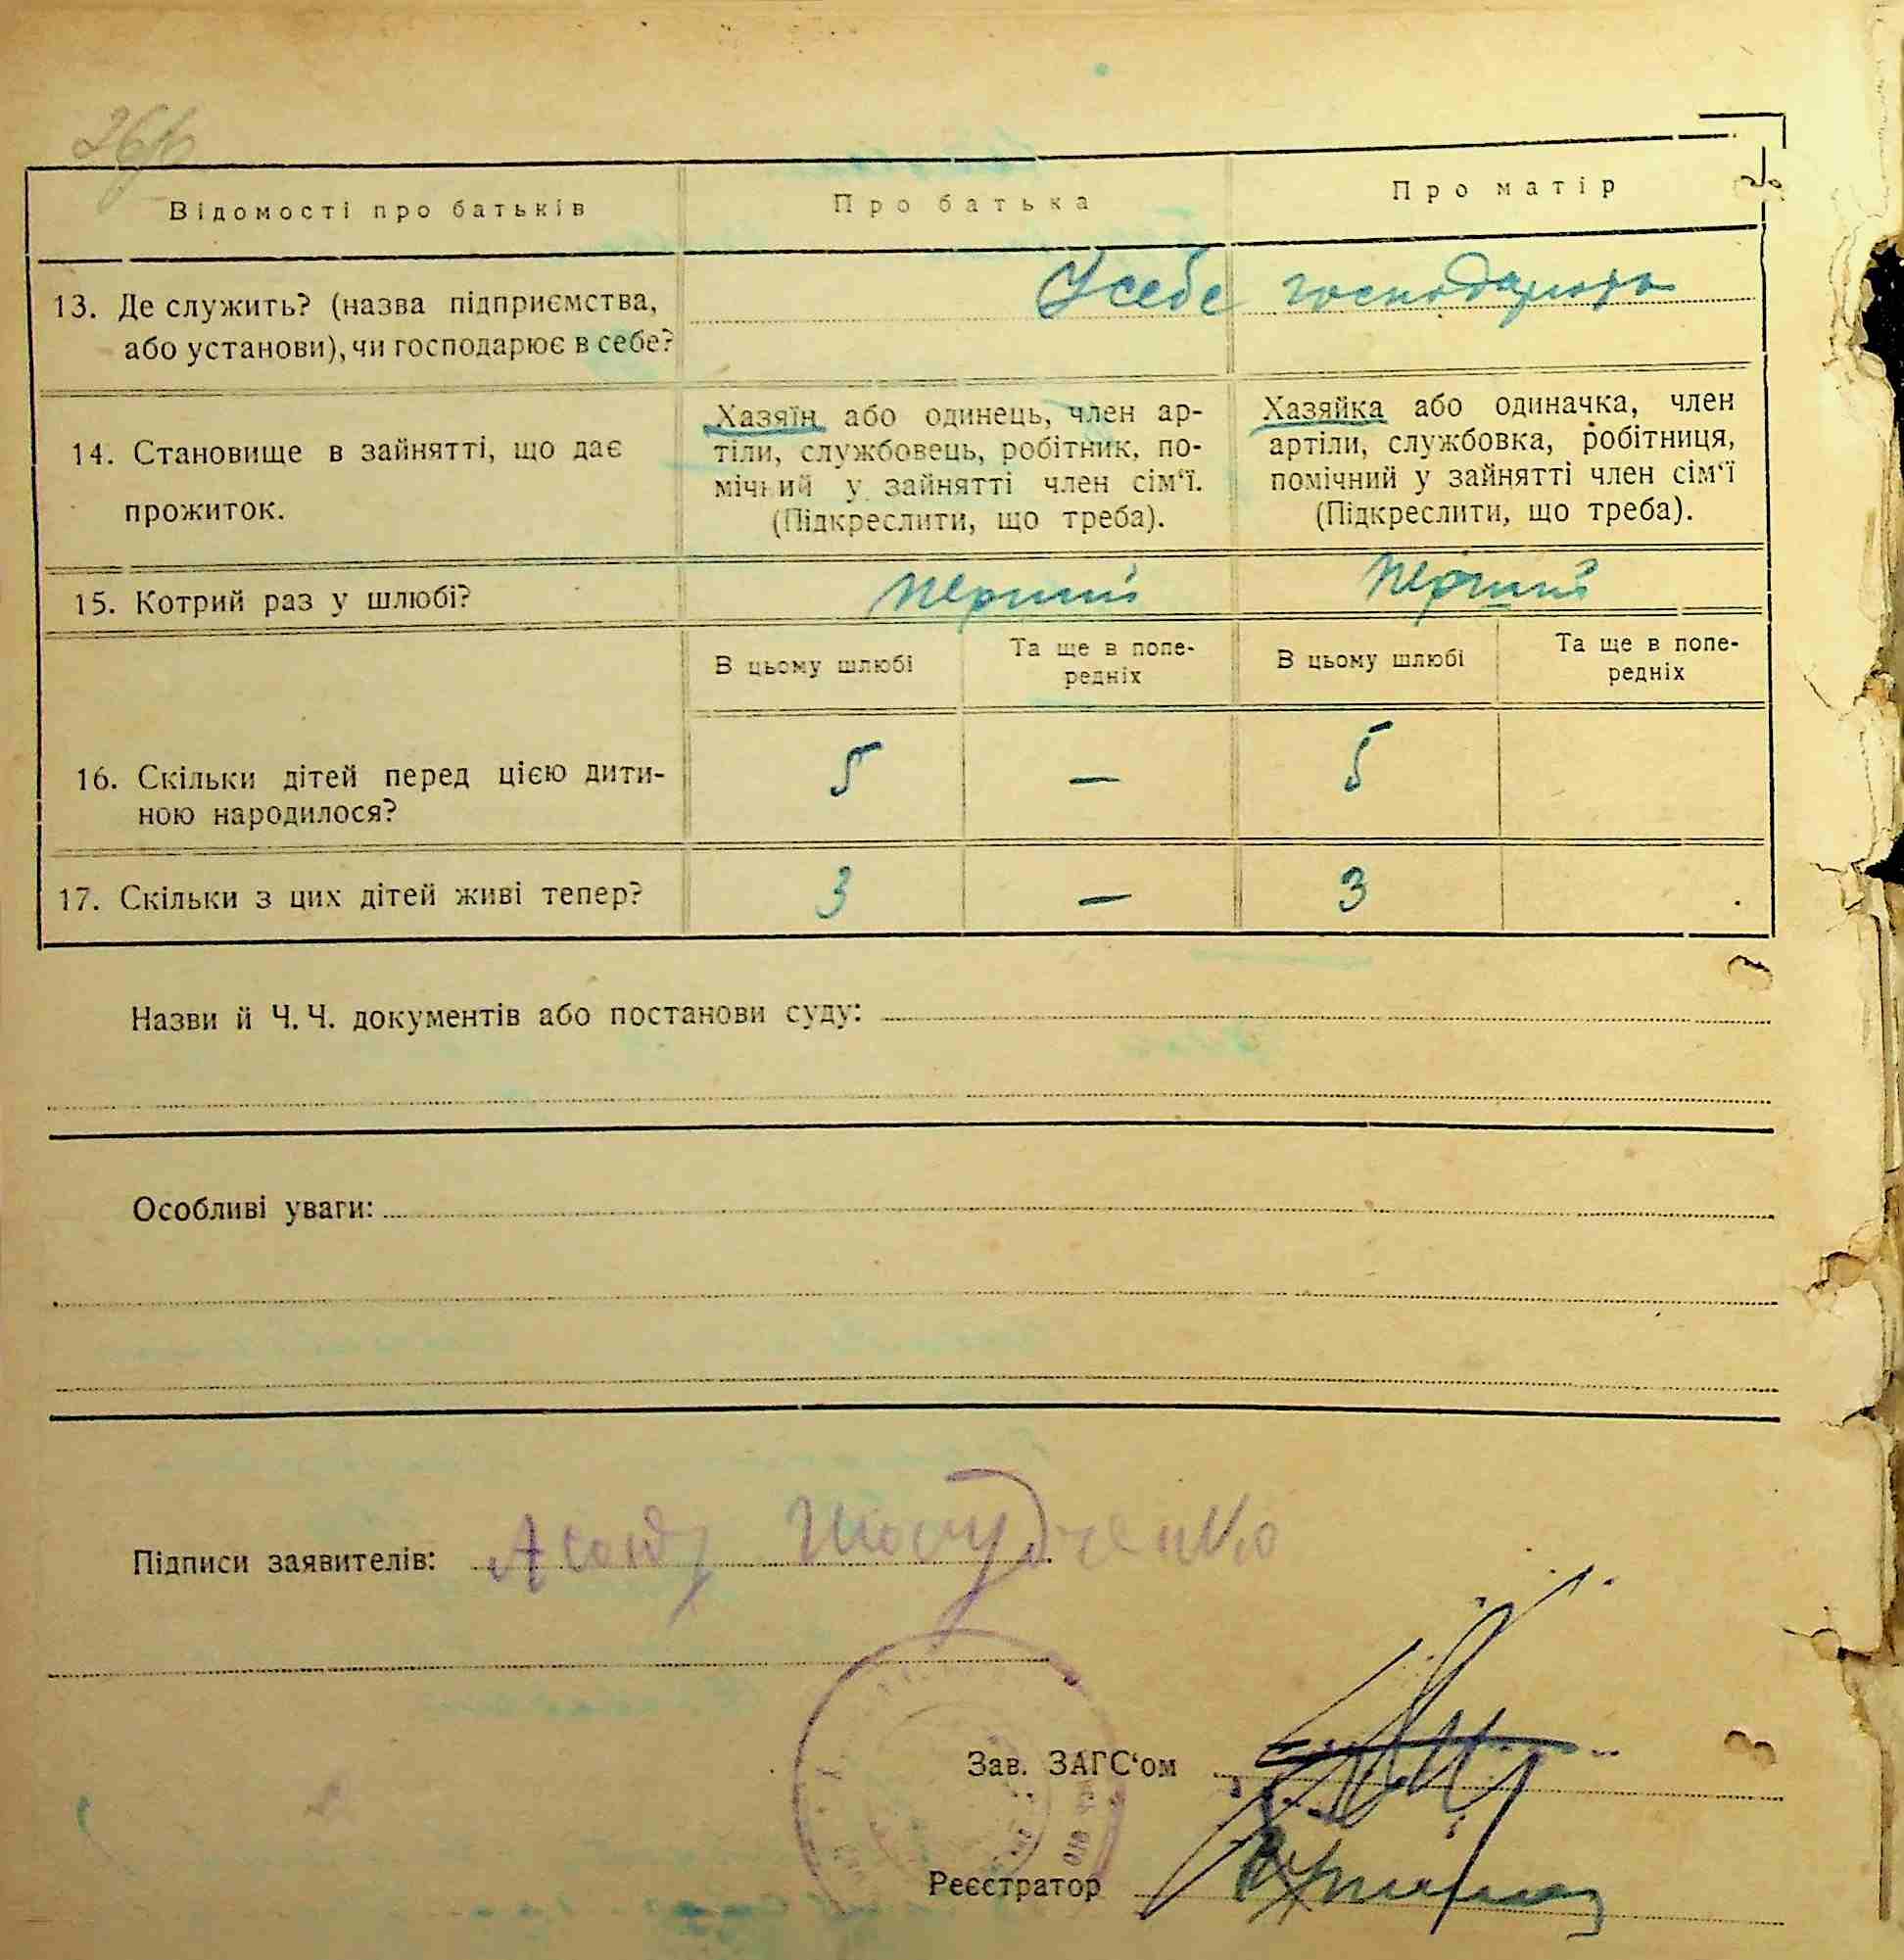 Відомості про батьків
Про батька
Про матір
13. Де служить? (назва підприємства,
або установи), чи господарює в себе?
У себе господарюють
14. Становище в зайнятті, що дає
прожиток.
Хазяїн або одинець, член ар-
тіли, службовець, робітник, по-
мічний у зайнятті член сім‘ї.
(Підкреслити, що треба).
Хазяйка або одиначка, член
артіли, службовка, робітниця,
помічний у зайнятті член сім‘ї
(Підкреслити, що треба).
15. Котрий раз у шлюбі?
перший
перший
В цьому шлюбі
Та ще в попе-
редніх
В цьому шлюбі
Та ще в попе-
редніх
16. Скільки дітей перед цією дити-
ною народилося?
5 — 5
17. Скільки з цих дітей живі тепер?
3 — 3
Назви й Ч. Ч. документів або постанови суду:
Особливі уваги:
Підписи заявителів:
Зав. ЗАГС‘ом
Реєстратор